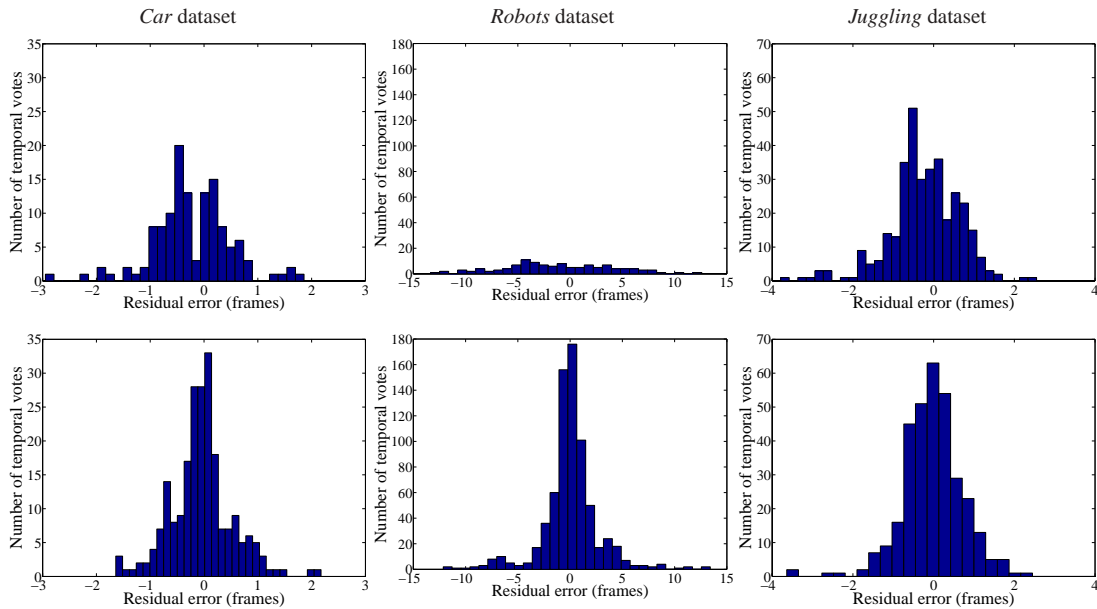 Car dataset
Robots dataset
Juggling dataset
35
30
25
20
15
10
5
0
Number of temporal votes
−3 −2 −1 0 1 2 3
Residual error (frames)
180
160
140
120
100
80
60
40
20
0
Number of temporal votes
−15 −10 −5 0 5 10 15
Residual error (frames)
70
60
50
40
30
20
10
0
Number of temporal votes
−4 −2 0 2 4
Residual error (frames)
35
30
25
20
15
10
5
0
Number of temporal votes
−3 −2 −1 0 1 2 3
Residual error (frames)
180
160
140
120
100
80
60
40
20
0
Number of temporal votes
−15 −10 −5 0 5 10 15
Residual error (frames)
70
60
50
40
30
20
10
0
Number of temporal votes
−4 −2 0 2 4
Residual error (frames)